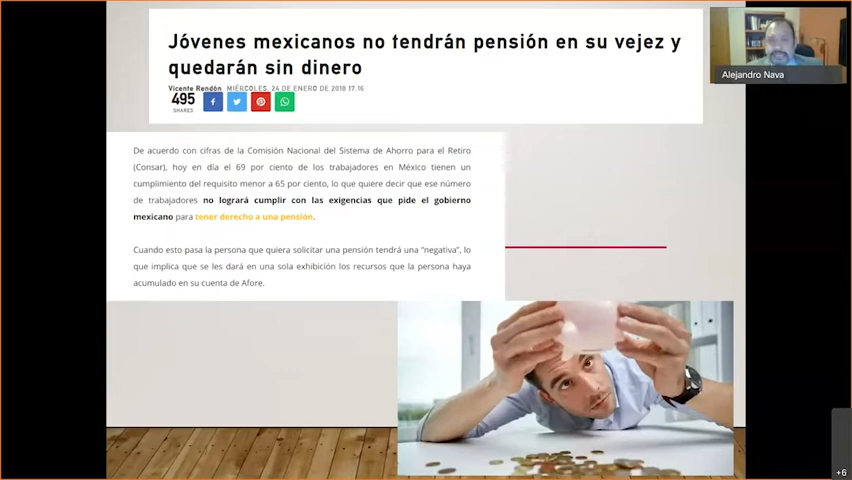 Jóvenes mexicanos no tendrán pensión en su vejez y
quedarán sin dinero
Vicente Rendón MIÉRCOLES, 24 DE ENERO DE 2018 17:16
495
SHARES
De acuerdo con cifras de la Comisión Nacional del Sistema de Ahorro para el Retiro
(Consar), hoy en día el 69 por ciento de los trabajadores en México tienen un
cumplimiento del requisito menor a 65 por ciento, lo que quiere decir que ese número
de trabajadores no logrará cumplir con las exigencias que pide el gobierno
mexicano para tener derecho a una pensión.
Cuando esto pasa la persona que quiera solicitar una pensión tendrá una “negativa”, lo
que implica que se les dará en una sola exhibición los recursos que la persona haya
acumulado en su cuenta de Afore.
Alejandro Nava
+6